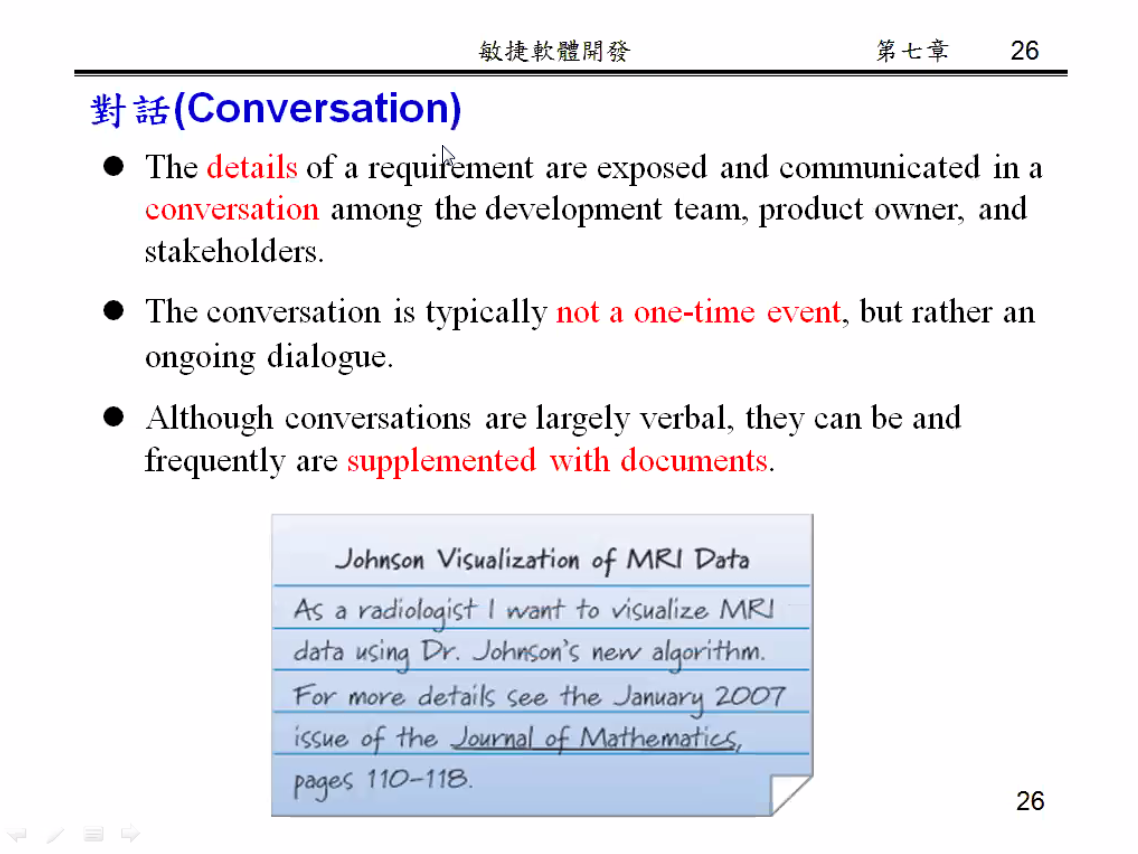 敏捷軟體開發 第七章 26
對話(Conversation)
● The details of a requirement are exposed and communicated in a
conversation among the development team, product owner, and
stakeholders.
● The conversation is typically not a one-time event, but rather an
ongoing dialogue.
● Although conversations are largely verbal, they can be and
frequently are supplemented with documents.
Johnson Visualization of MRI Data
As a radiologist I want to visualize MRI
data using Dr. Johnson's new algorithm.
For more details see the January 2007
issue of the Journal of Mathematics,
pages 110-118.
26